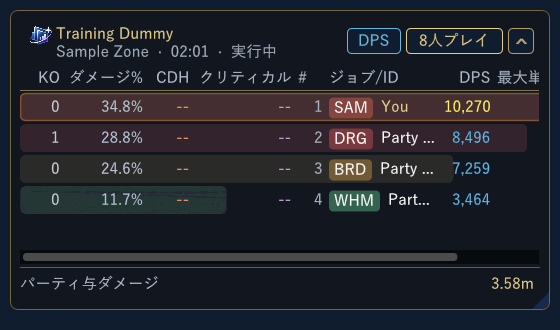 Training Dummy
Sample Zone · 02:01 · 実行中
DPS
8人プレイ
KO ダメージ% CDH クリティカル # ジョブ/ID DPS 最大単
0 34.8% -- -- 1 SAM You 10,270
1 28.8% -- -- 2 DRG Party ... 8,496
0 24.6% -- -- 3 BRD Party ... 7,259
0 11.7% -- -- 4 WHM Part... 3,464
パーティ与ダメージ 3.58m